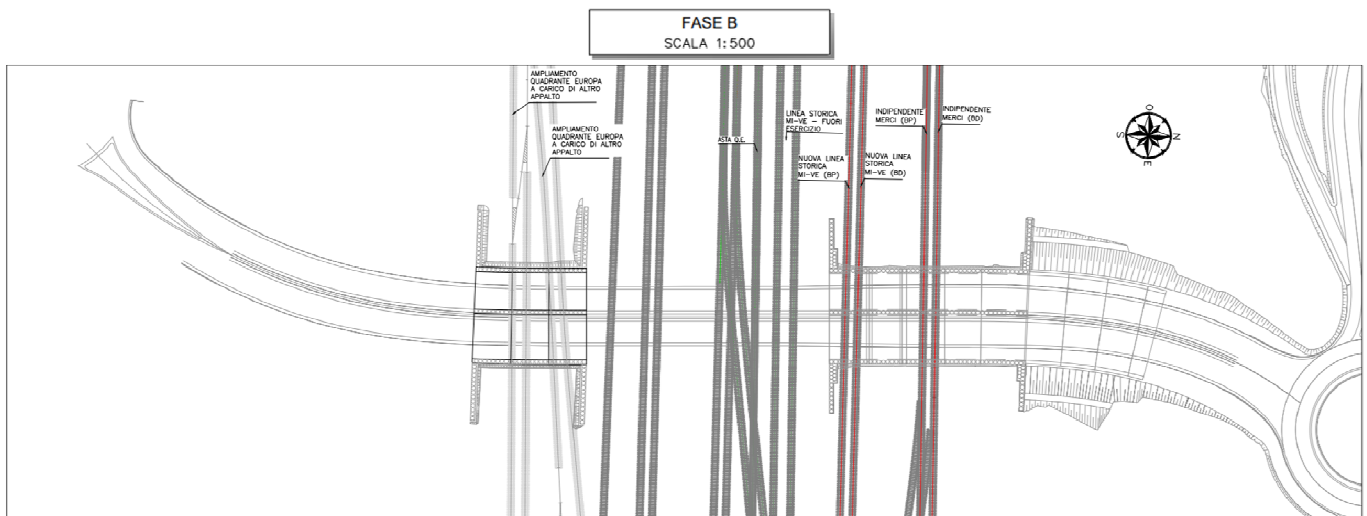 FASE B
SCALA 1:500
AMPLIAMENTO
QUADRANTE EUROPA
A CARICO DI ALTRO
APPALTO
AMPLIAMENTO
QUADRANTE EUROPA
A CARICO DI ALTRO
APPALTO
ASTA Q.E.
LINEA STORICA
MI-VE - FUORI
ESERCIZIO
NUOVA LINEA
STORICA
MI-VE (BP)
NUOVA LINEA
STORICA
MI-VE (BD)
INDIPENDENTE
MERCI (BP)
INDIPENDENTE
MERCI (BD)
O
S
N
E